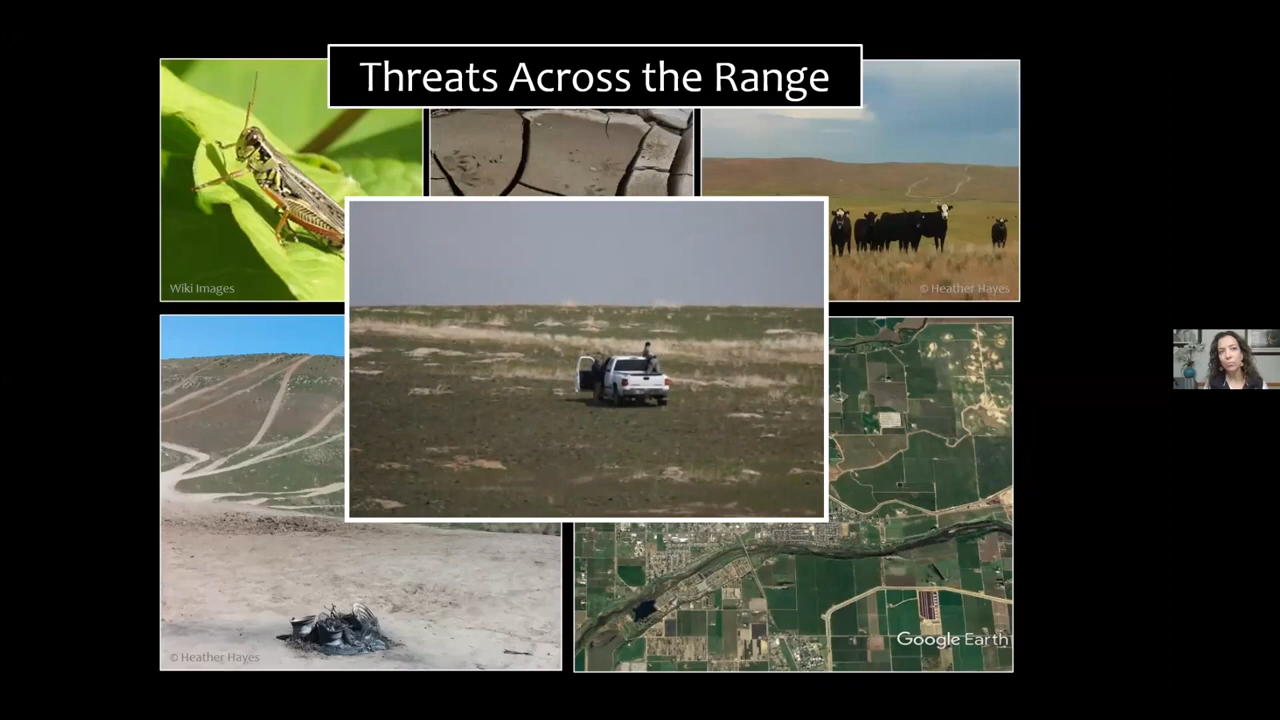 Threats Across the Range
Wiki Images
© Heather Hayes
© Heather Hayes
Google Earth